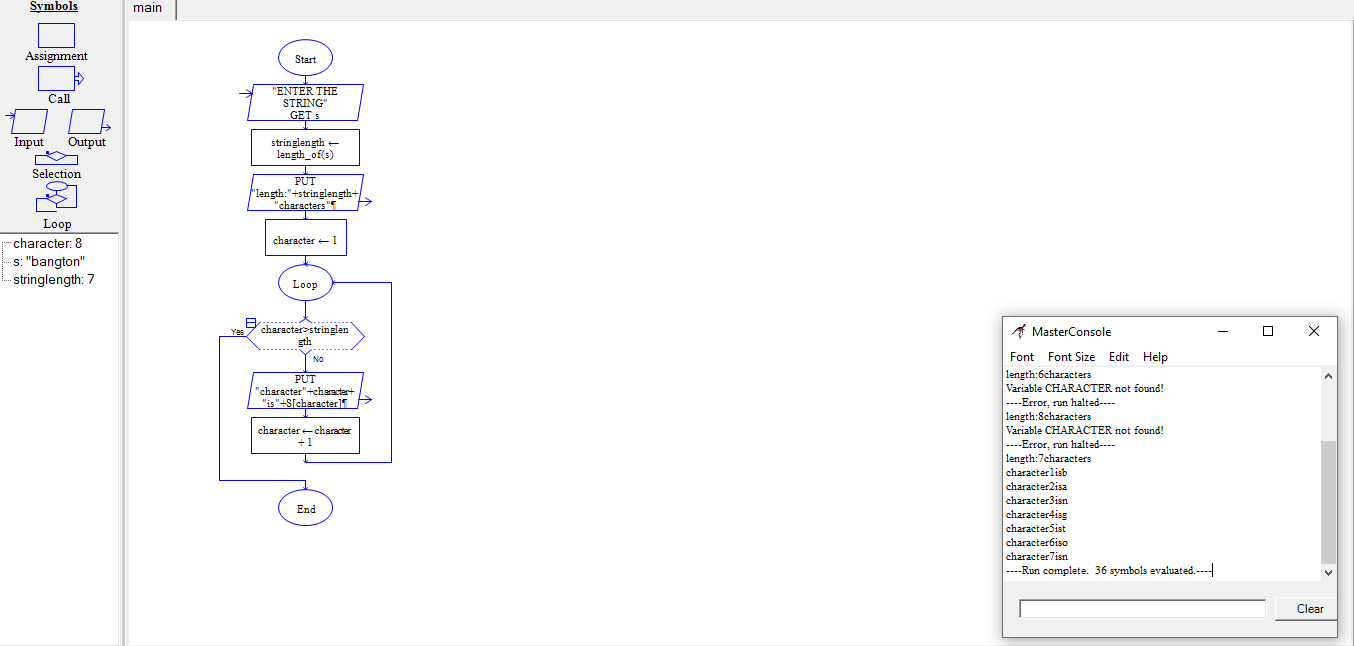 Symbols
Assignment
Call
Input
Output
Selection
Loop
character: 8
s: "bangton"
stringlength: 7
main
Start
"ENTER THE
STRING"
GET s
stringlength ←
length_of(s)
PUT
"length:"+stringlength+
"characters"¶
character ← 1
Loop
Yes
character>stringlen
gth
No
PUT
"character"+character+
"is"+S[character]¶
character ← character
+ 1
End
MasterConsole
Font
Font Size
Edit
Help
length:6characters
Variable CHARACTER not found!
----Error, run halted----
length:8characters
Variable CHARACTER not found!
----Error, run halted----
length:7characters
character1isb
character2isa
character3isn
character4isg
character5ist
character6iso
character7isn
----Run complete.  36 symbols evaluated.----
Clear